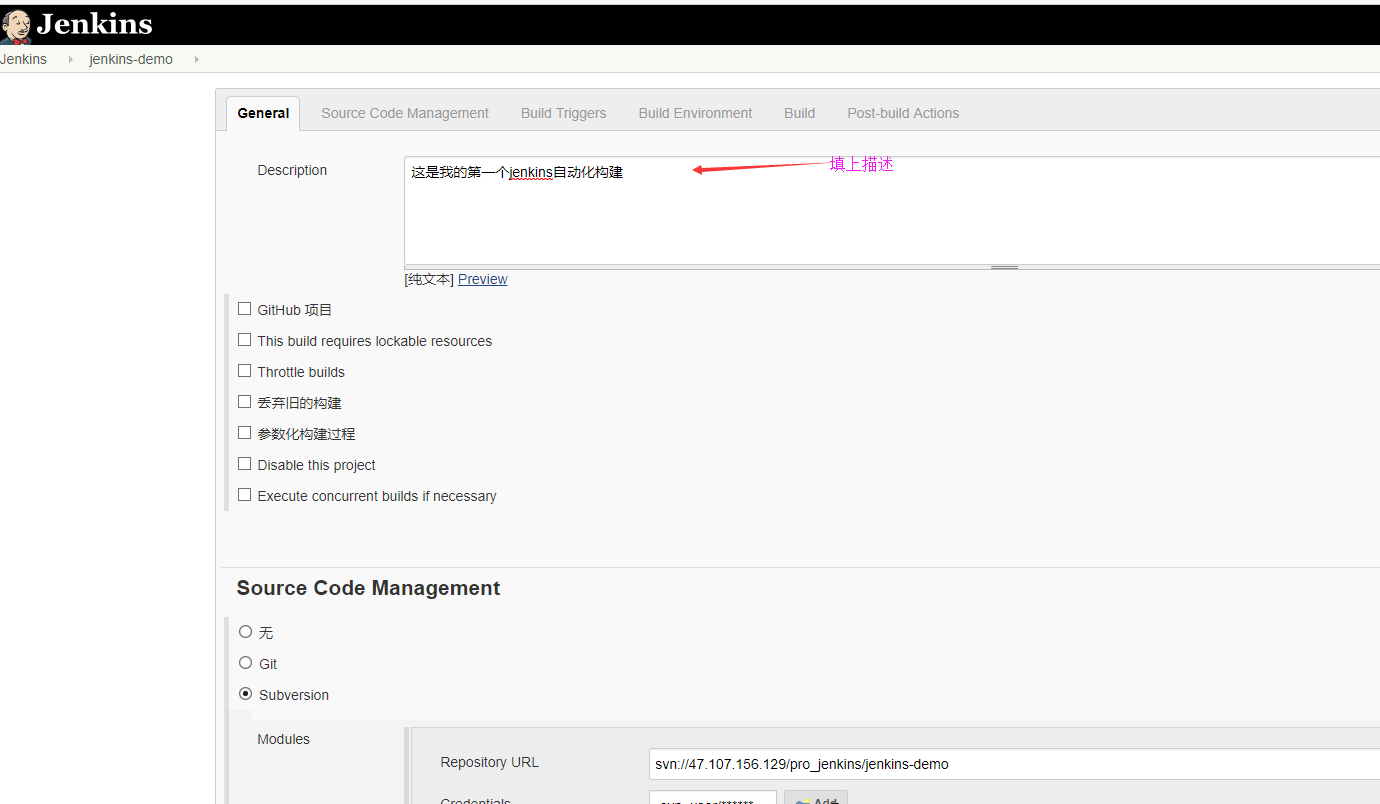 Jenkins
Jenkins jenkins-demo
General Source Code Management Build Triggers Build Environment Build Post-build Actions
Description 这是我的第一个jenkins自动化构建 填上描述
[纯文本] Preview
GitHub 项目
This build requires lockable resources
Throttle builds
丢弃旧的构建
参数化构建过程
Disable this project
Execute concurrent builds if necessary
Source Code Management
无
Git
Subversion
Modules
Repository URL svn://47.107.156.129/pro_jenkins/jenkins-demo
Credentials Add